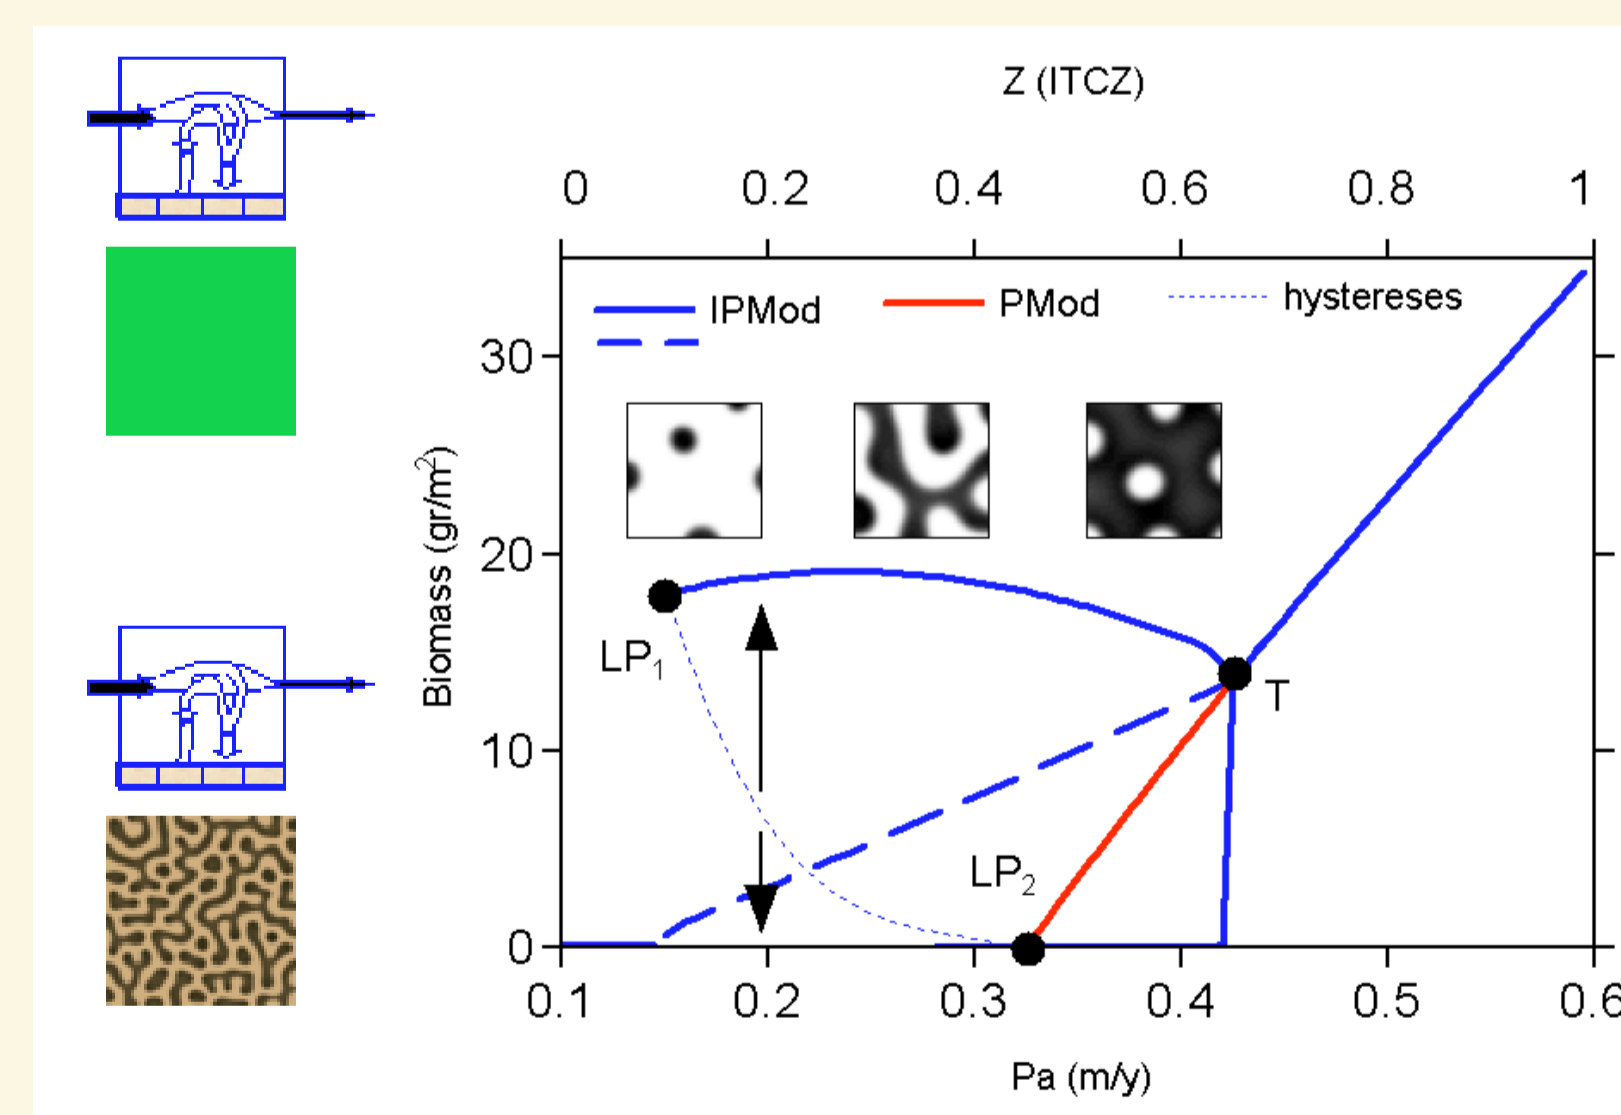 Z (ITCZ)
0 0.2 0.4 0.6 0.8 1
IPMod PMod hystereses
30
20
10
0
Biomass (gr/m²)
LP₁
T
LP₂
0.1 0.2 0.3 0.4 0.5 0.6
Pa (m/y)